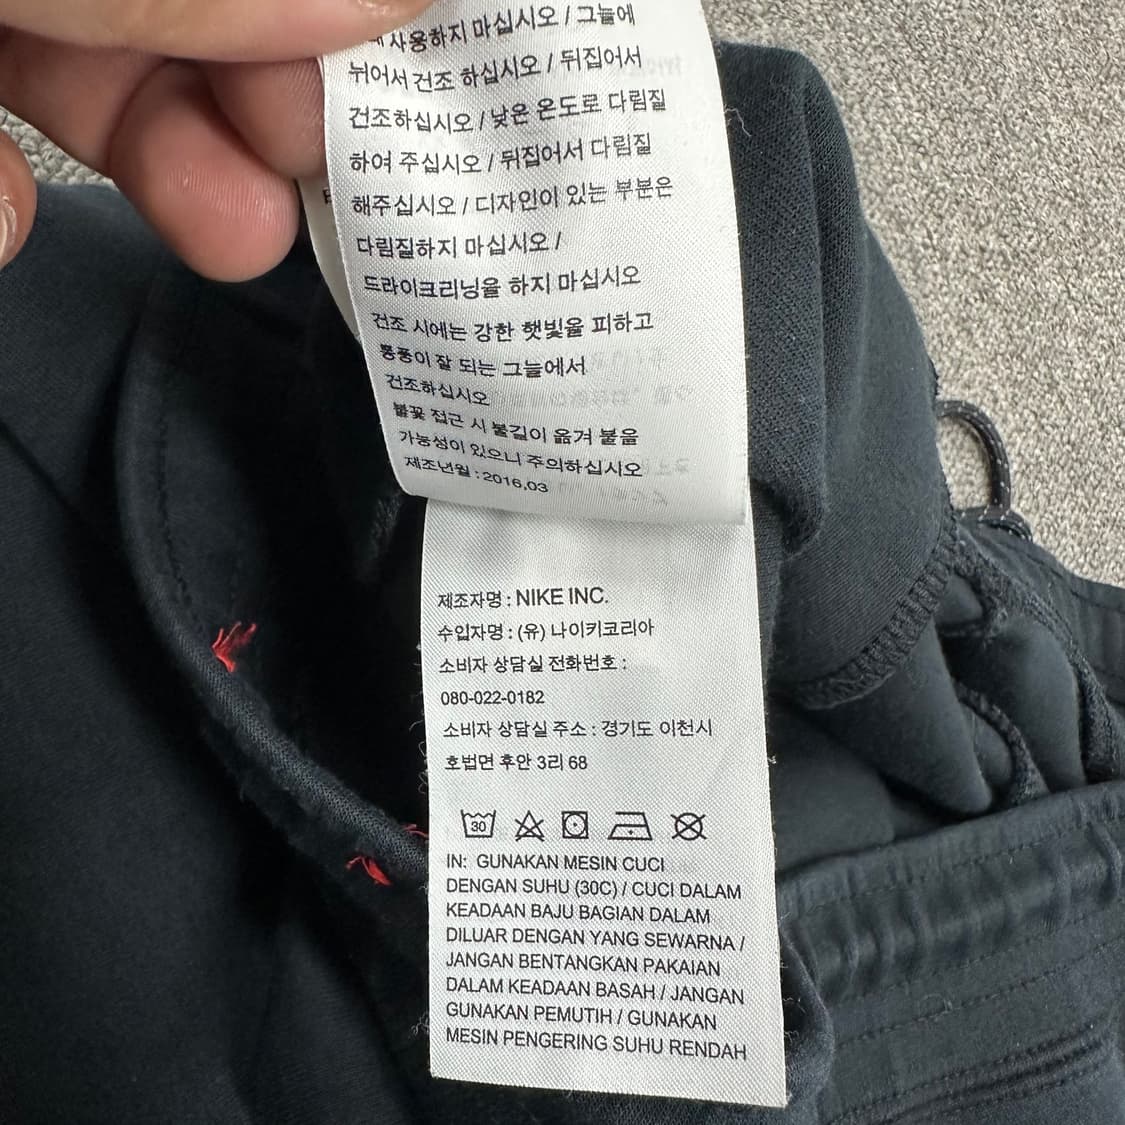 사용하지 마십시오 / 그늘에
뉘어서 건조 하십시오 / 뒤집어서
건조하십시오 / 낮은 온도로 다림질
하여 주십시오 / 뒤집어서 다림질
해주십시오 / 디자인이 있는 부분은
다림질하지 마십시오 /
드라이크리닝을 하지 마십시오
건조 시에는 강한 햇빛을 피하고
통풍이 잘 되는 그늘에서
건조하십시오
불꽃 접근 시 불길이 옮겨 붙을
가능성이 있으니 주의하십시오
제조년월 : 2016.03
제조자명 : NIKE INC.
수입자명 : (유) 나이키코리아
소비자 상담실 전화번호 :
080-022-0182
소비자 상담실 주소 : 경기도 이천시
호법면 후안 3리 68
30
IN: GUNAKAN MESIN CUCI
DENGAN SUHU (30C) / CUCI DALAM
KEADAAN BAJU BAGIAN DALAM
DILUAR DENGAN YANG SEWARNA /
JANGAN BENTANGKAN PAKAIAN
DALAM KEADAAN BASAH / JANGAN
GUNAKAN PEMUTIH / GUNAKAN
MESIN PENGERING SUHU RENDAH